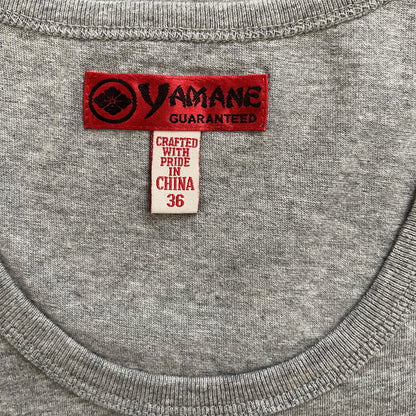 YAMANE
GUARANTEED
CRAFTED
WITH
PRIDE
IN
CHINA
36